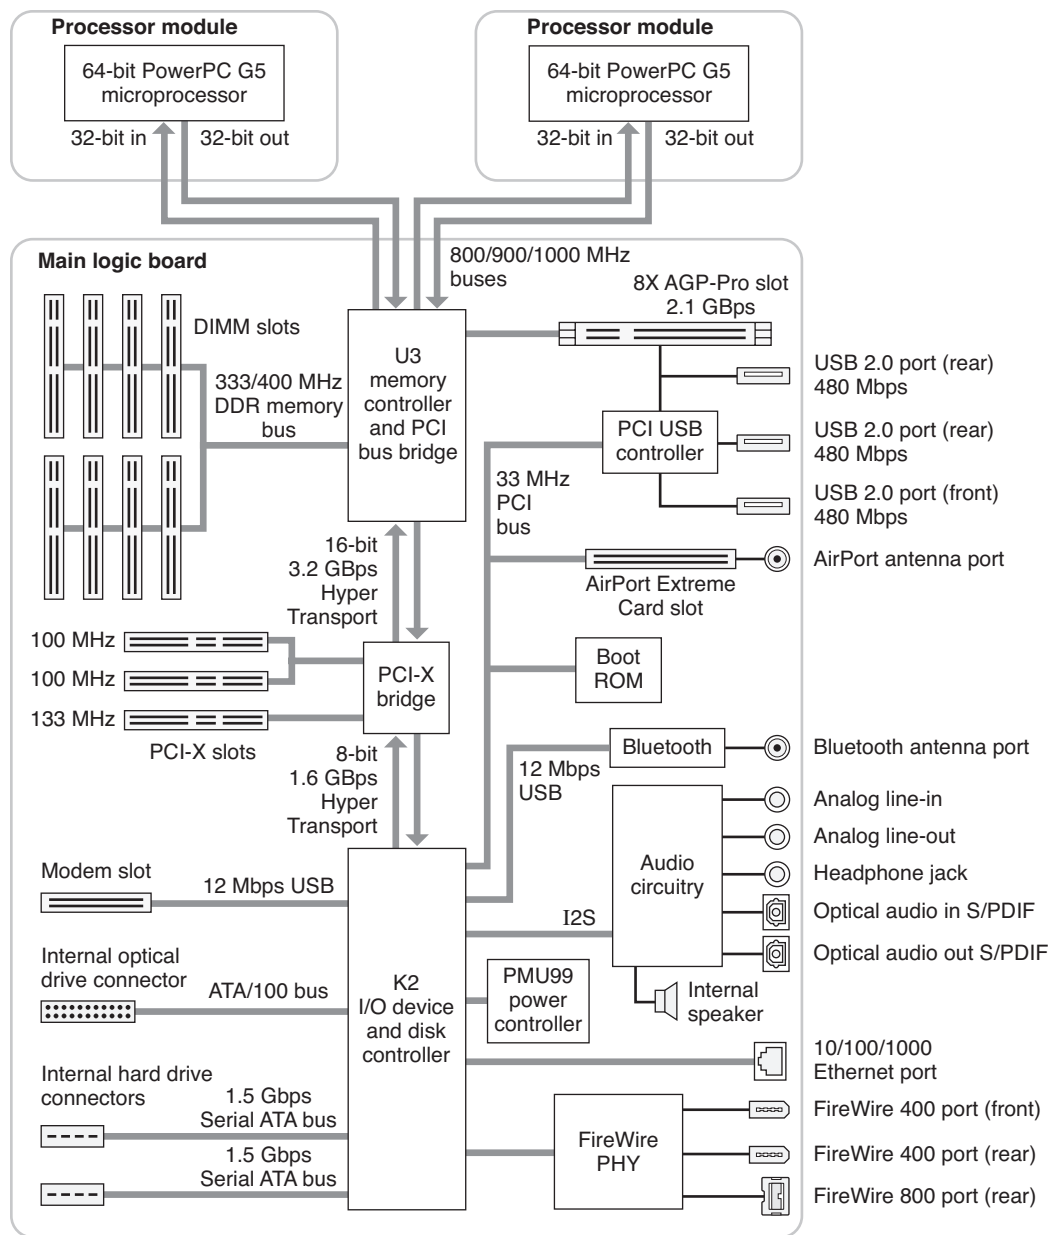 Processor module
64-bit PowerPC G5
microprocessor
32-bit in
32-bit out
Processor module
64-bit PowerPC G5
microprocessor
32-bit in
32-bit out
Main logic board
800/900/1000 MHz
buses
8X AGP-Pro slot
2.1 GBps
DIMM slots
333/400 MHz
DDR memory
bus
U3
memory
controller
and PCI
bus bridge
USB 2.0 port (rear)
480 Mbps
PCI USB
controller
USB 2.0 port (rear)
480 Mbps
33 MHz
PCI
bus
USB 2.0 port (front)
480 Mbps
16-bit
3.2 GBps
Hyper
Transport
AirPort Extreme
Card slot
AirPort antenna port
100 MHz
100 MHz
133 MHz
PCI-X slots
PCI-X
bridge
Boot
ROM
8-bit
1.6 GBps
Hyper
Transport
12 Mbps
USB
Bluetooth
Bluetooth antenna port
Audio
circuitry
Analog line-in
Analog line-out
Headphone jack
Optical audio in S/PDIF
Optical audio out S/PDIF
Modem slot
12 Mbps USB
I2S
Internal optical
drive connector
ATA/100 bus
K2
I/O device
and disk
controller
PMU99
power
controller
Internal
speaker
10/100/1000
Ethernet port
Internal hard drive
connectors
1.5 Gbps
Serial ATA bus
1.5 Gbps
Serial ATA bus
FireWire
PHY
FireWire 400 port (front)
FireWire 400 port (rear)
FireWire 800 port (rear)